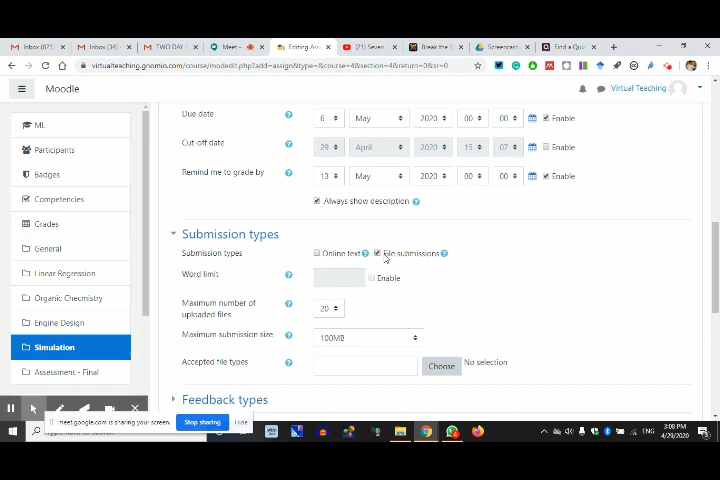 Inbox (821)
Inbox (34) -
TWO DAY
Meet –
Editing Ass
(21) Seven
Break the
Screencasti
Find a Quiz
virtualteaching.gnomio.com/course/modedit.php?add=assign&type=&course=4&section=4&return=0&sr=0
Moodle
Virtual Teaching
ML
Participants
Badges
Competencies
Grades
General
Linear Regression
Organic Checmistry
Engine Design
Simulation
Assessment - Final
Due date
6 May 2020 00 00 Enable
Cut-off date
29 April 2020 15 07 Enable
Remind me to grade by
13 May 2020 00 00 Enable
Always show description
Submission types
Submission types
Online text File submissions
Word limit
Enable
Maximum number of
uploaded files
20
Maximum submission size
100MB
Accepted file types
Choose No selection
Feedback types
meet.google.com is sharing your screen.
Stop sharing
Hide
Type here to search
ENG
3:08 PM
4/29/2020